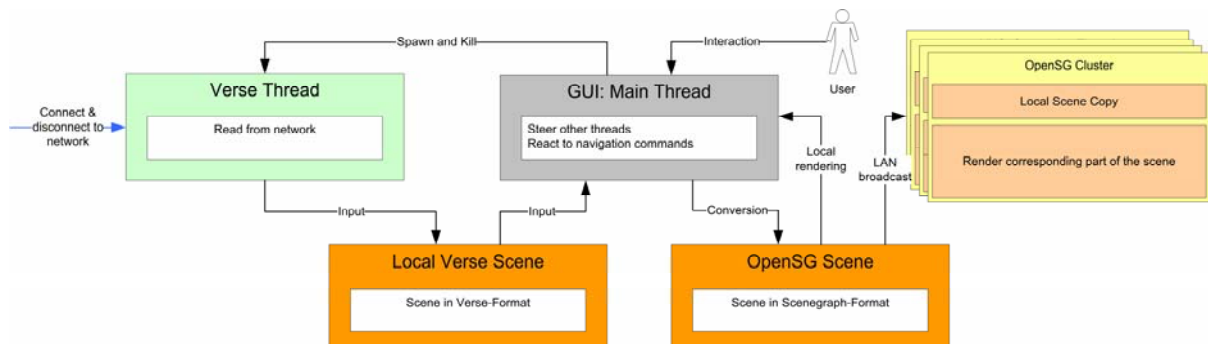 Spawn and Kill
Interaction
User
Verse Thread
Read from network
Connect &
disconnect to
network
GUI: Main Thread
Steer other threads
React to navigation commands
OpenSG Cluster
Local Scene Copy
Render corresponding part of the scene
Local
rendering
LAN
broadcast
Input
Input
Conversion
Local Verse Scene
Scene in Verse-Format
OpenSG Scene
Scene in Scenegraph-Format